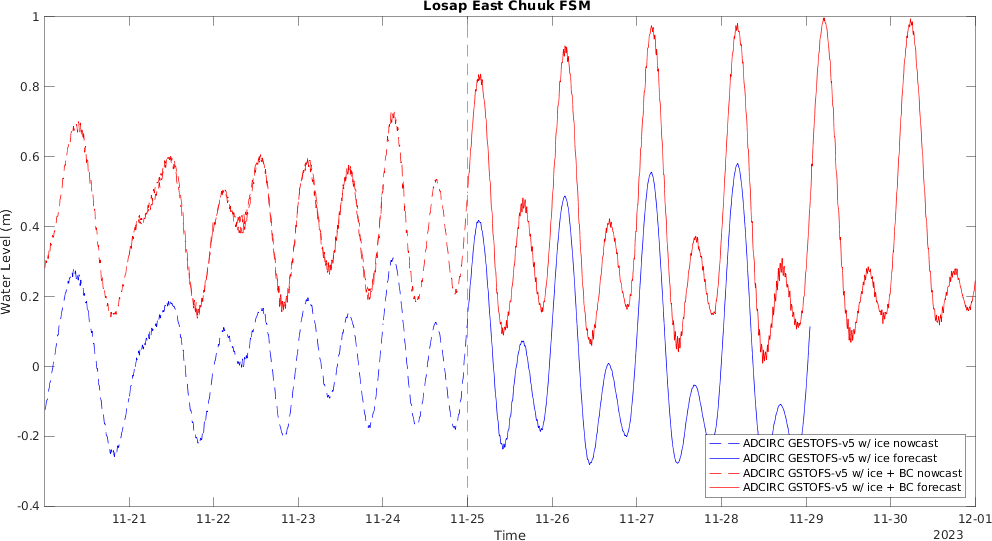 Losap East Chuuk FSM
1
0.8
0.6
0.4
0.2
0
-0.2
-0.4
Water Level (m)
ADCIRC GESTOFS-v5 w/ ice nowcast
ADCIRC GESTOFS-v5 w/ ice forecast
ADCIRC GSTOFS-v5 w/ ice + BC nowcast
ADCIRC GSTOFS-v5 w/ ice + BC forecast
11-21 11-22 11-23 11-24 11-25 11-26 11-27 11-28 11-29 11-30 12-01
Time
2023